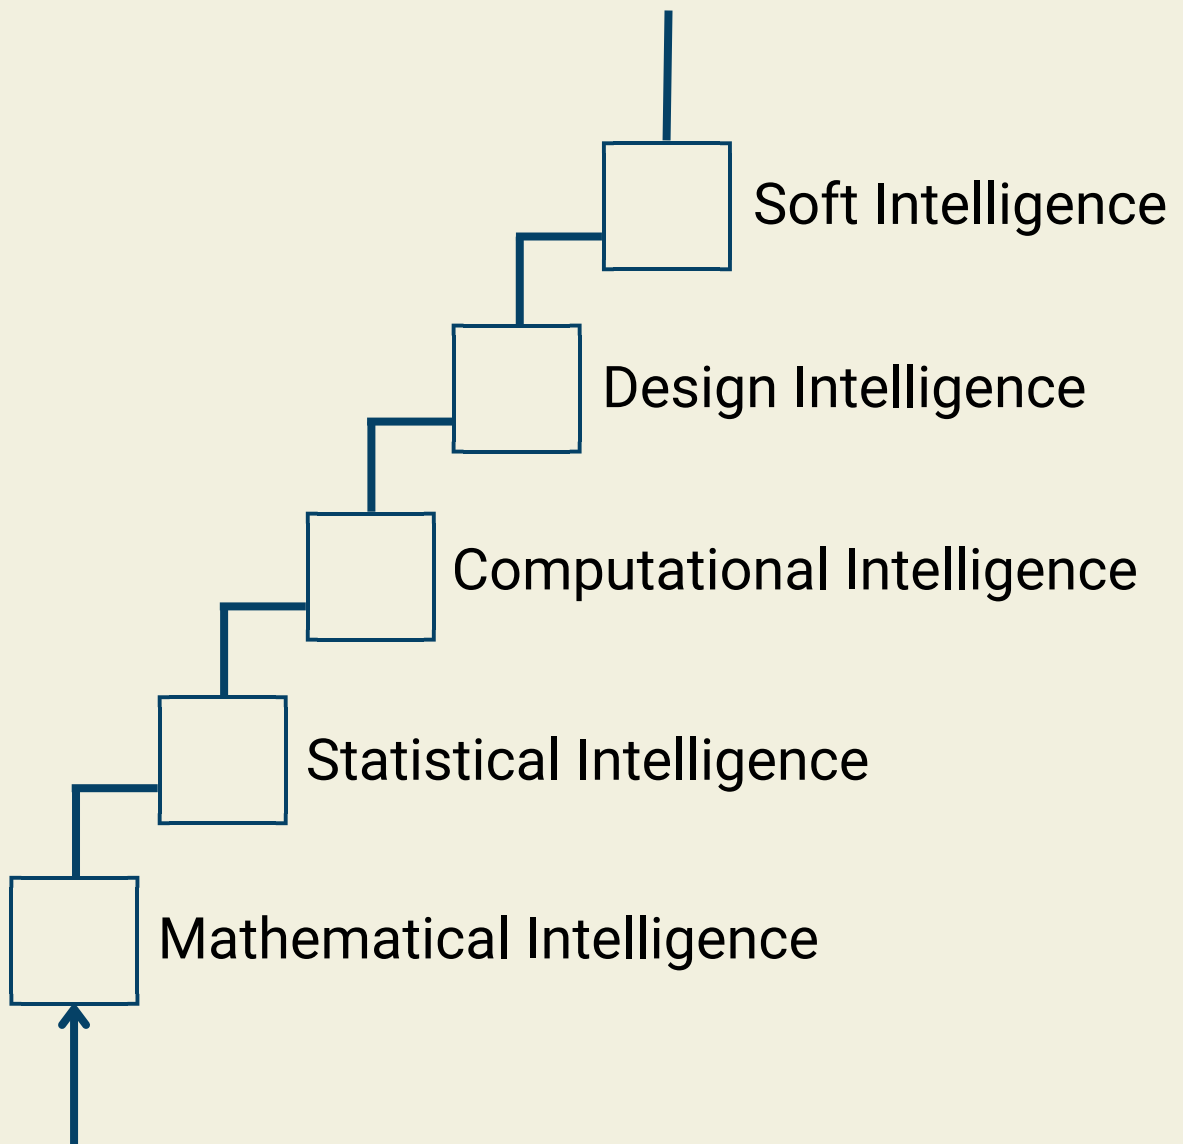 Soft Intelligence
Design Intelligence
Computational Intelligence
Statistical Intelligence
Mathematical Intelligence